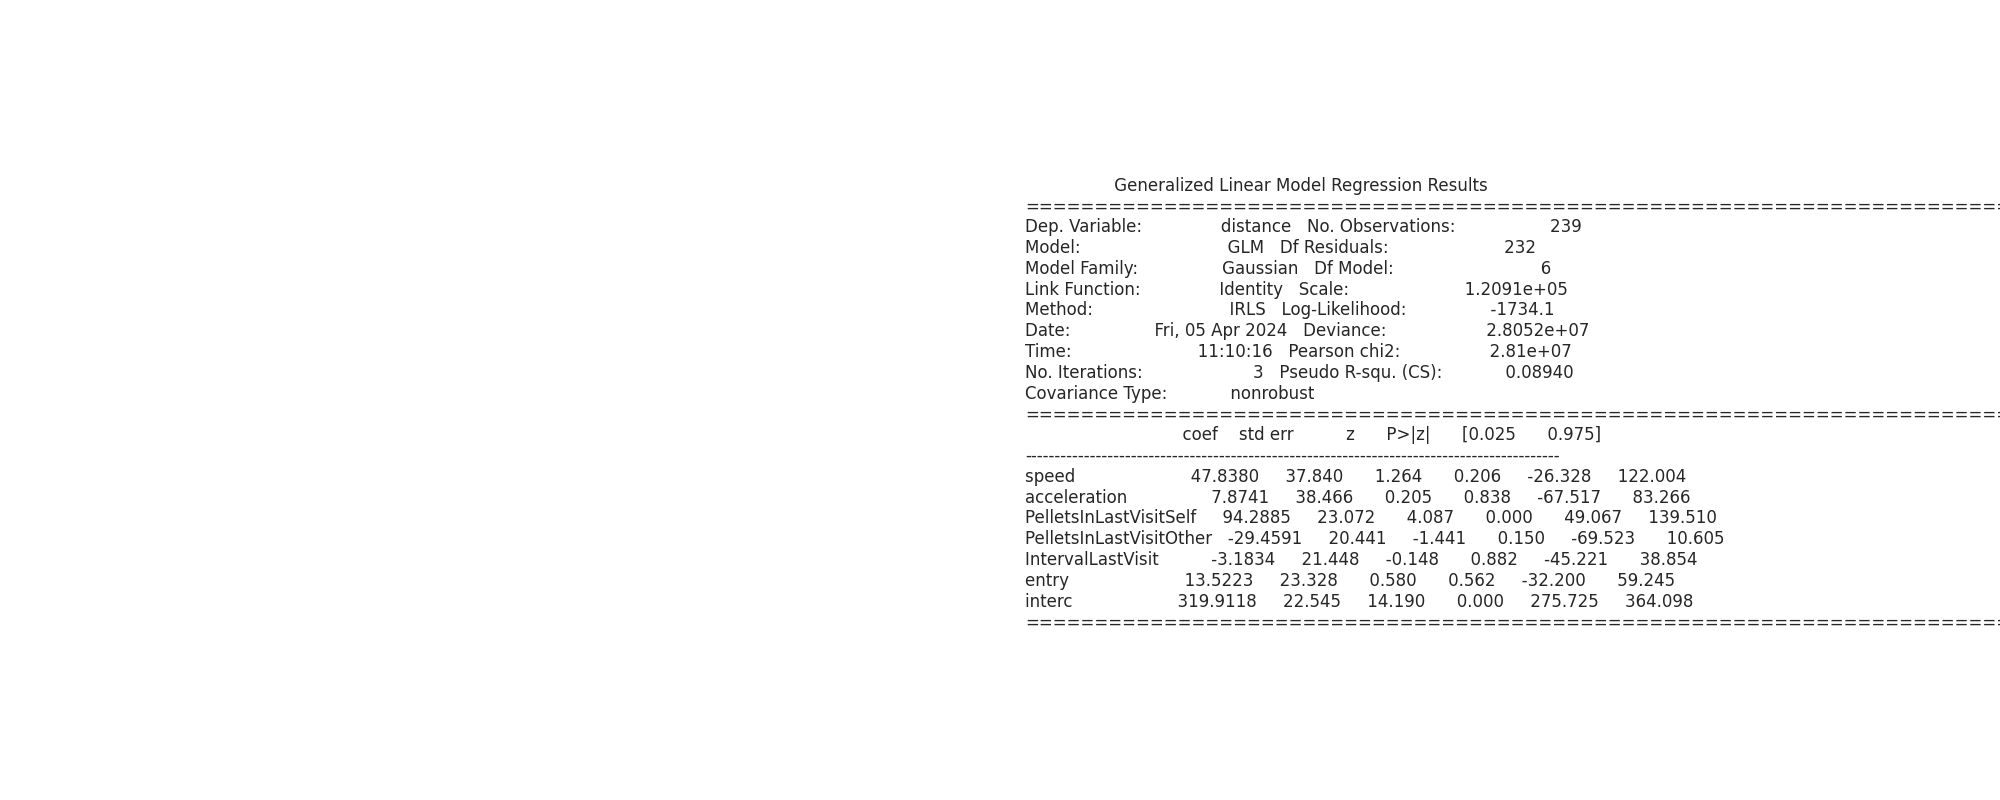 Generalized Linear Model Regression Results
==============================================================================
Dep. Variable: distance No. Observations: 239
Model: GLM Df Residuals: 232
Model Family: Gaussian Df Model: 6
Link Function: Identity Scale: 1.2091e+05
Method: IRLS Log-Likelihood: -1734.1
Date: Fri, 05 Apr 2024 Deviance: 2.8052e+07
Time: 11:10:16 Pearson chi2: 2.81e+07
No. Iterations: 3 Pseudo R-squ. (CS): 0.08940
Covariance Type: nonrobust
==============================================================================
coef std err z P>|z| [0.025 0.975]
------------------------------------------------------------------------------------------
speed 47.8380 37.840 1.264 0.206 -26.328 122.004
acceleration 7.8741 38.466 0.205 0.838 -67.517 83.266
PelletsInLastVisitSelf 94.2885 23.072 4.087 0.000 49.067 139.510
PelletsInLastVisitOther -29.4591 20.441 -1.441 0.150 -69.523 10.605
IntervalLastVisit -3.1834 21.448 -0.148 0.882 -45.221 38.854
entry 13.5223 23.328 0.580 0.562 -32.200 59.245
interc 319.9118 22.545 14.190 0.000 275.725 364.098
==============================================================================